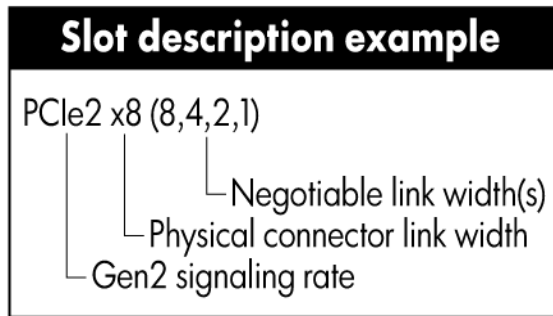 Slot description example
PCIe2 x8 (8,4,2,1)
Negotiable link width(s)
Physical connector link width
Gen2 signaling rate